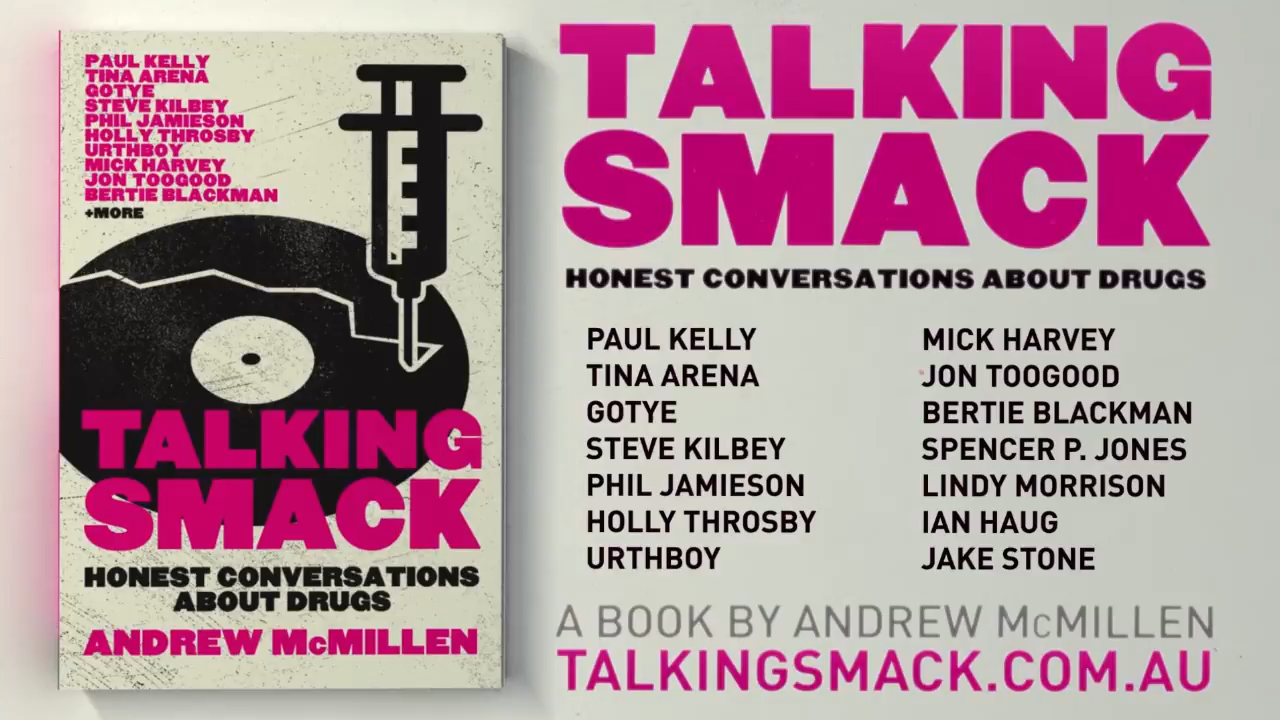 PAUL KELLY
TINA ARENA
GOTYE
STEVE KILBEY
PHIL JAMIESON
HOLLY THROSBY
URTHBOY
MICK HARVEY
JON TOOGOOD
BERTIE BLACKMAN
+MORE
TALKING
SMACK
HONEST CONVERSATIONS
ABOUT DRUGS
ANDREW McMILLEN
TALKING
SMACK
HONEST CONVERSATIONS ABOUT DRUGS
PAUL KELLY
TINA ARENA
GOTYE
STEVE KILBEY
PHIL JAMIESON
HOLLY THROSBY
URTHBOY
MICK HARVEY
JON TOOGOOD
BERTIE BLACKMAN
SPENCER P. JONES
LINDY MORRISON
IAN HAUG
JAKE STONE
A BOOK BY ANDREW McMILLEN
TALKINGSMACK.COM.AU